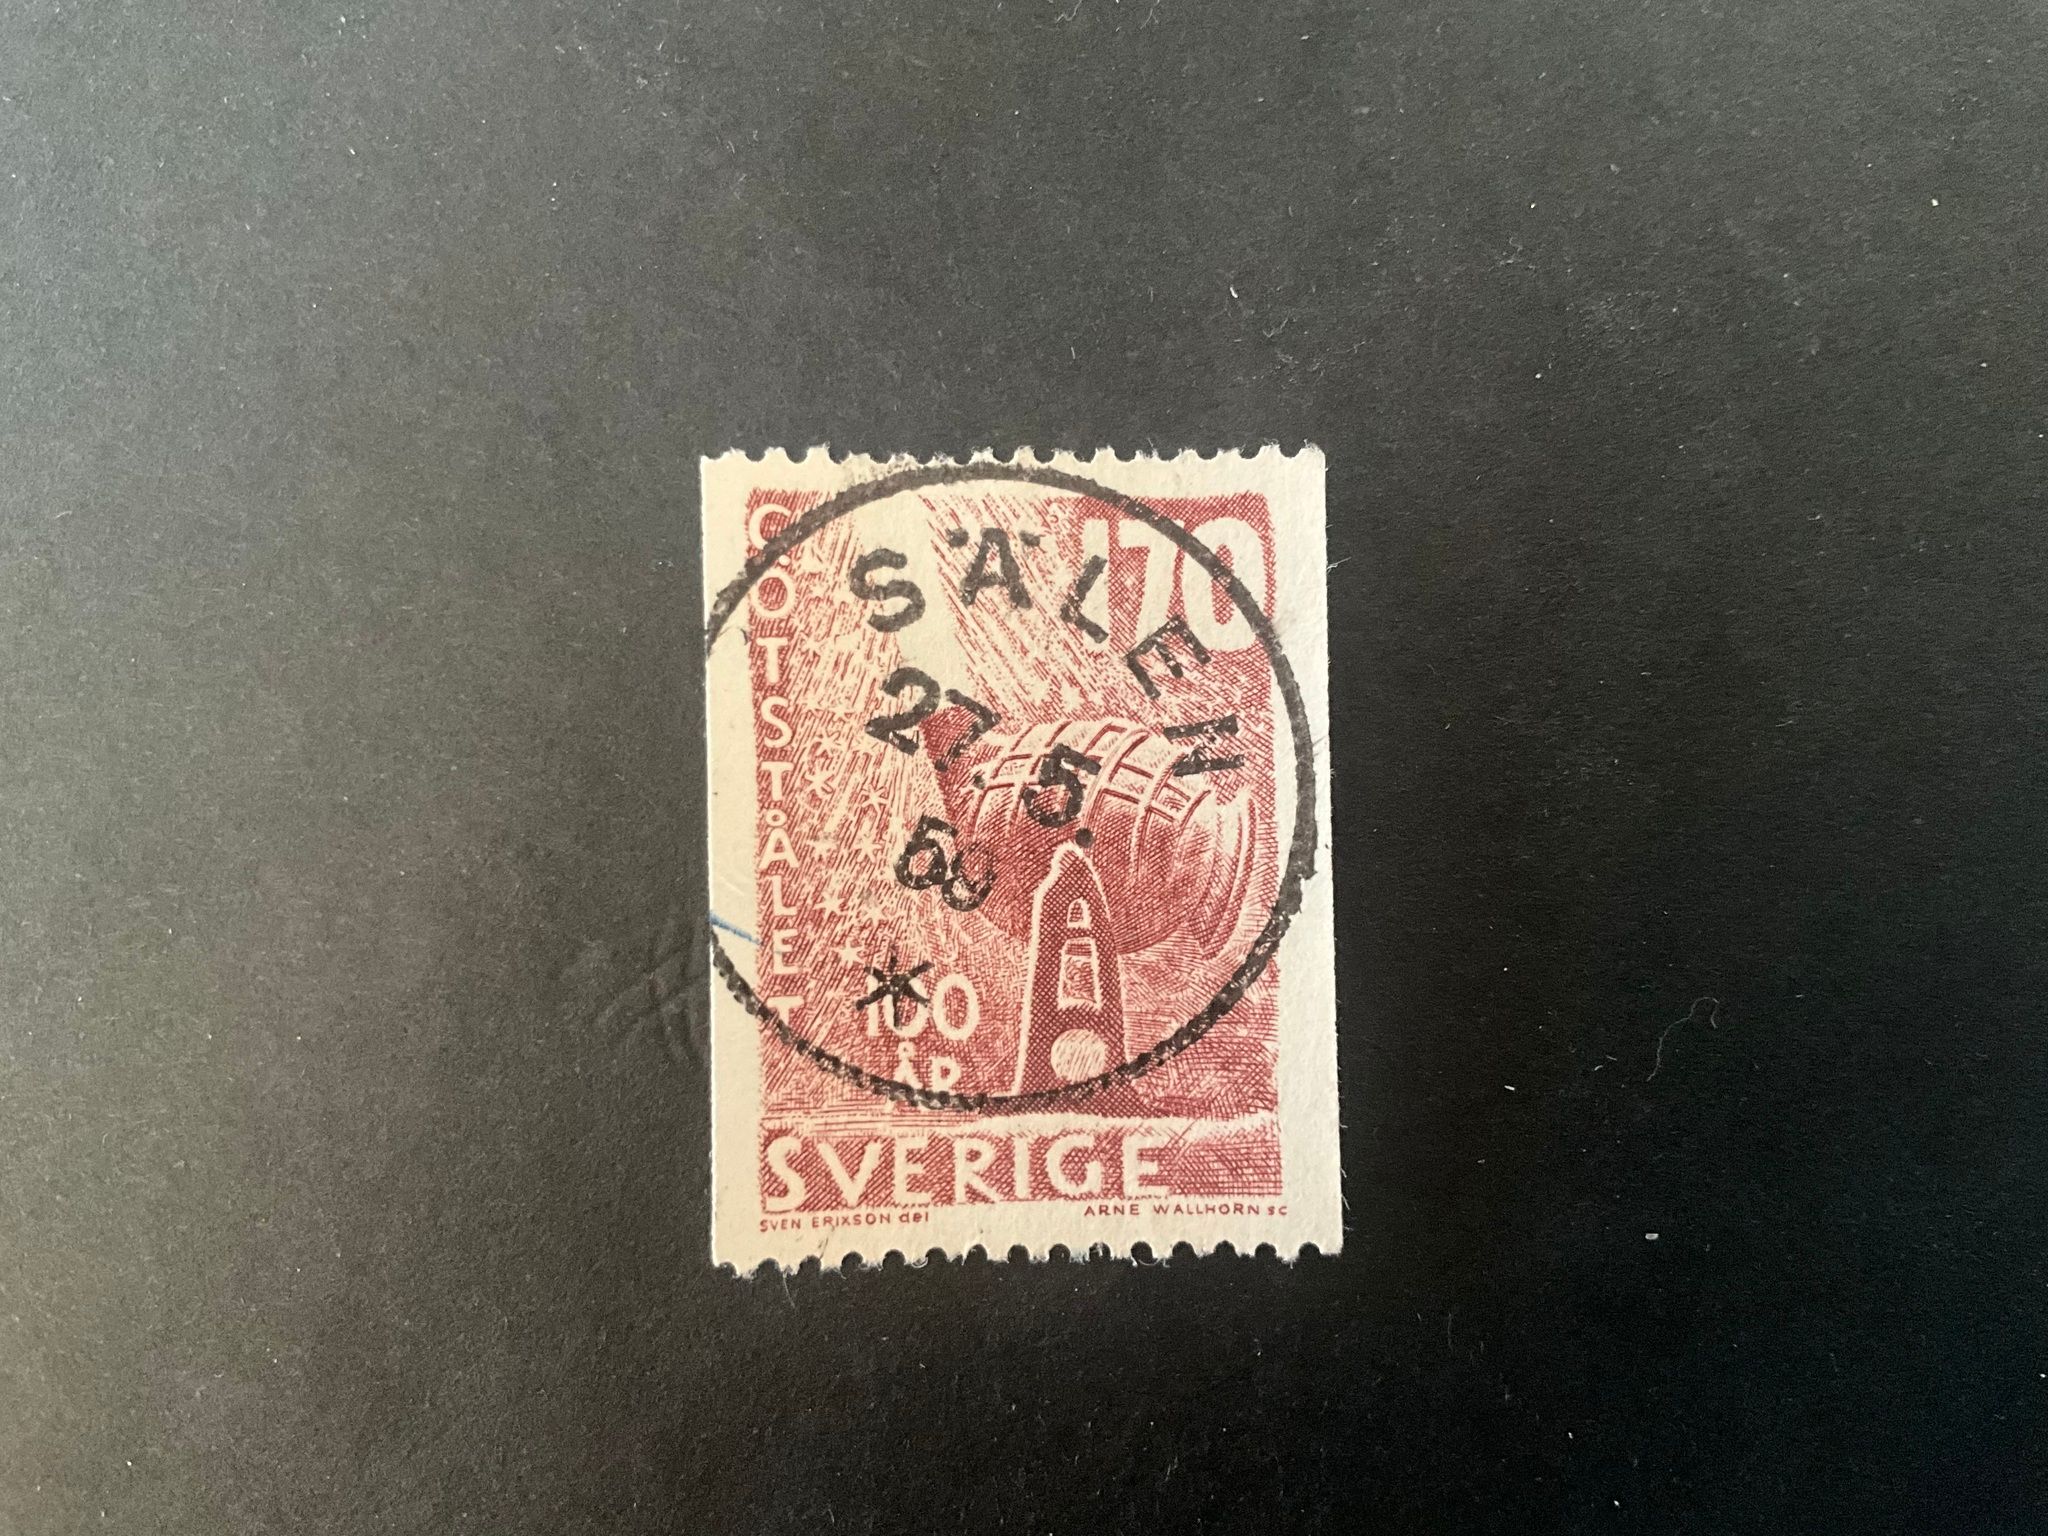 GÖTSTÅLET
170
SÄLEN
27. 5.
100
ÅR
SVERIGE
SVEN ERIXSON del
ARNE WALLHORN sc